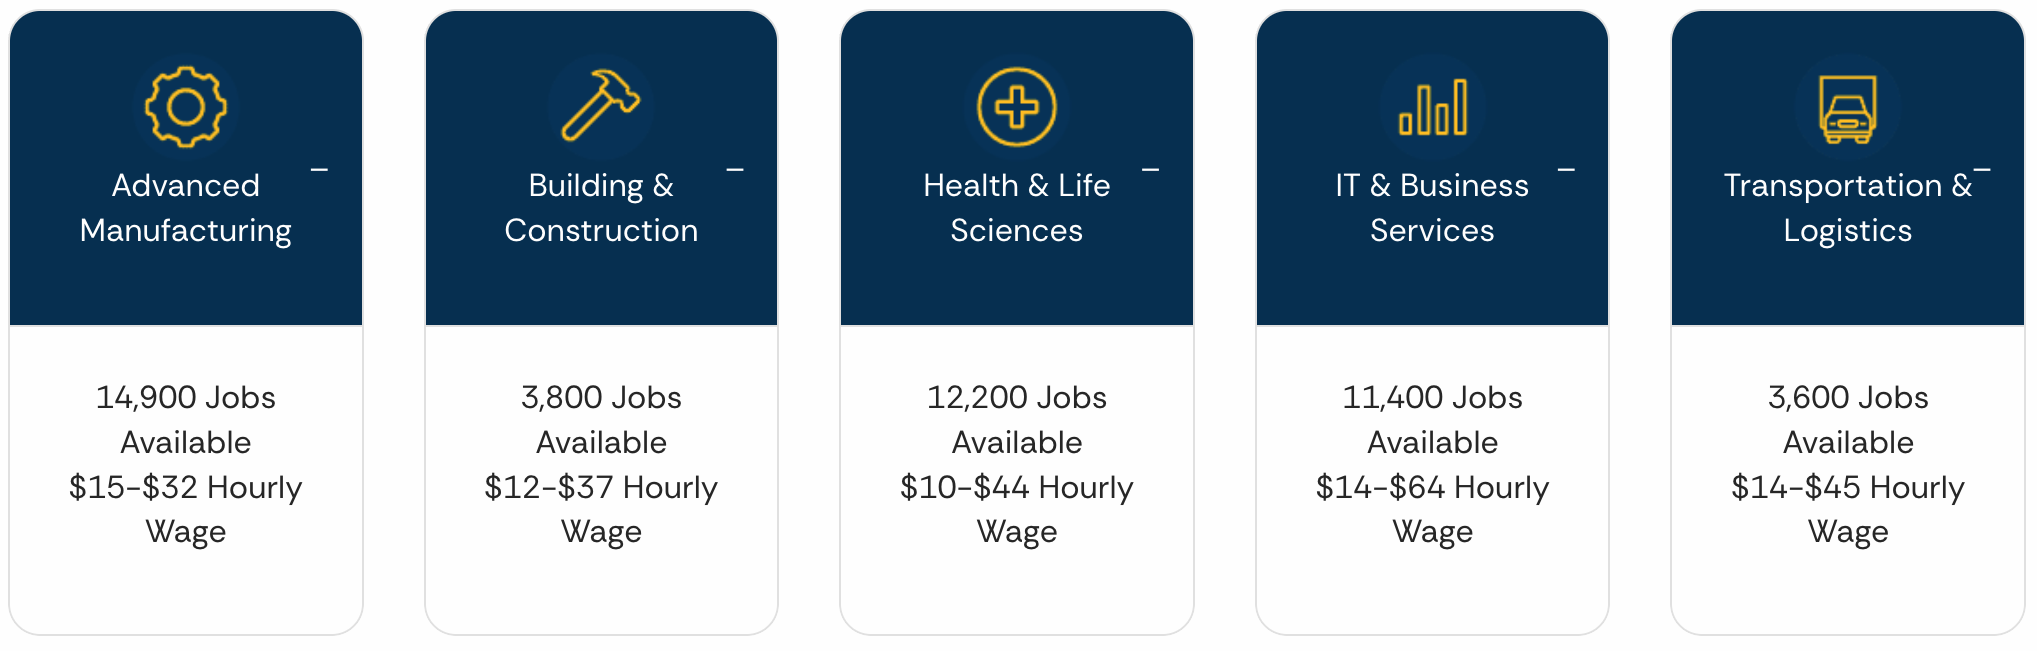 Advanced
Manufacturing
14,900 Jobs
Available
$15-$32 Hourly
Wage
Building &
Construction
3,800 Jobs
Available
$12-$37 Hourly
Wage
Health & Life
Sciences
12,200 Jobs
Available
$10-$44 Hourly
Wage
IT & Business
Services
11,400 Jobs
Available
$14-$64 Hourly
Wage
Transportation &
Logistics
3,600 Jobs
Available
$14-$45 Hourly
Wage